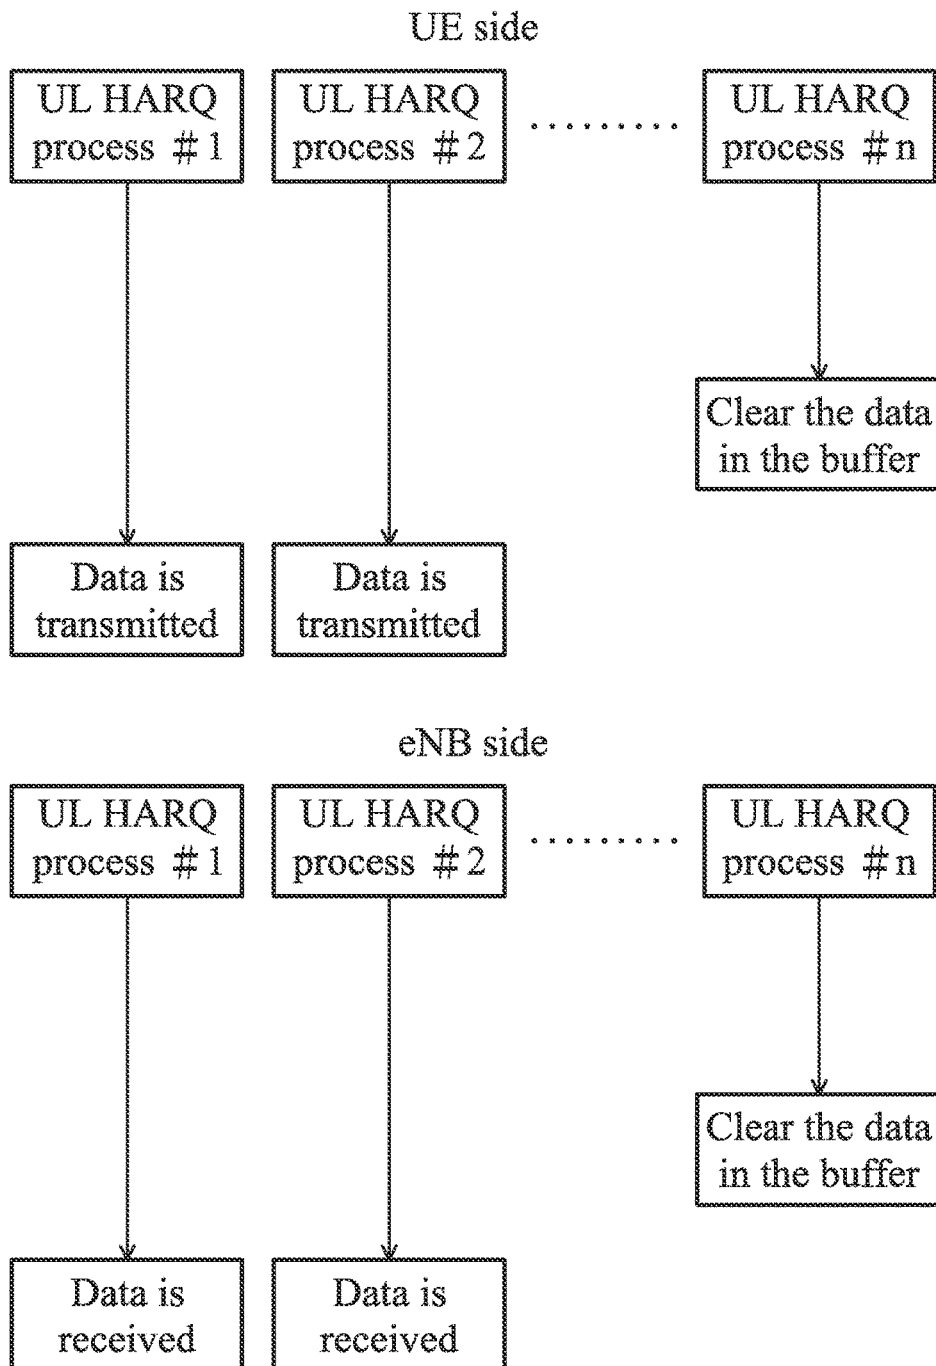 UE side
UL HARQ
process #1
UL HARQ
process #2
.........
UL HARQ
process #n
Clear the data
in the buffer
Data is
transmitted
Data is
transmitted
eNB side
UL HARQ
process #1
UL HARQ
process #2
.........
UL HARQ
process #n
Clear the data
in the buffer
Data is
received
Data is
received